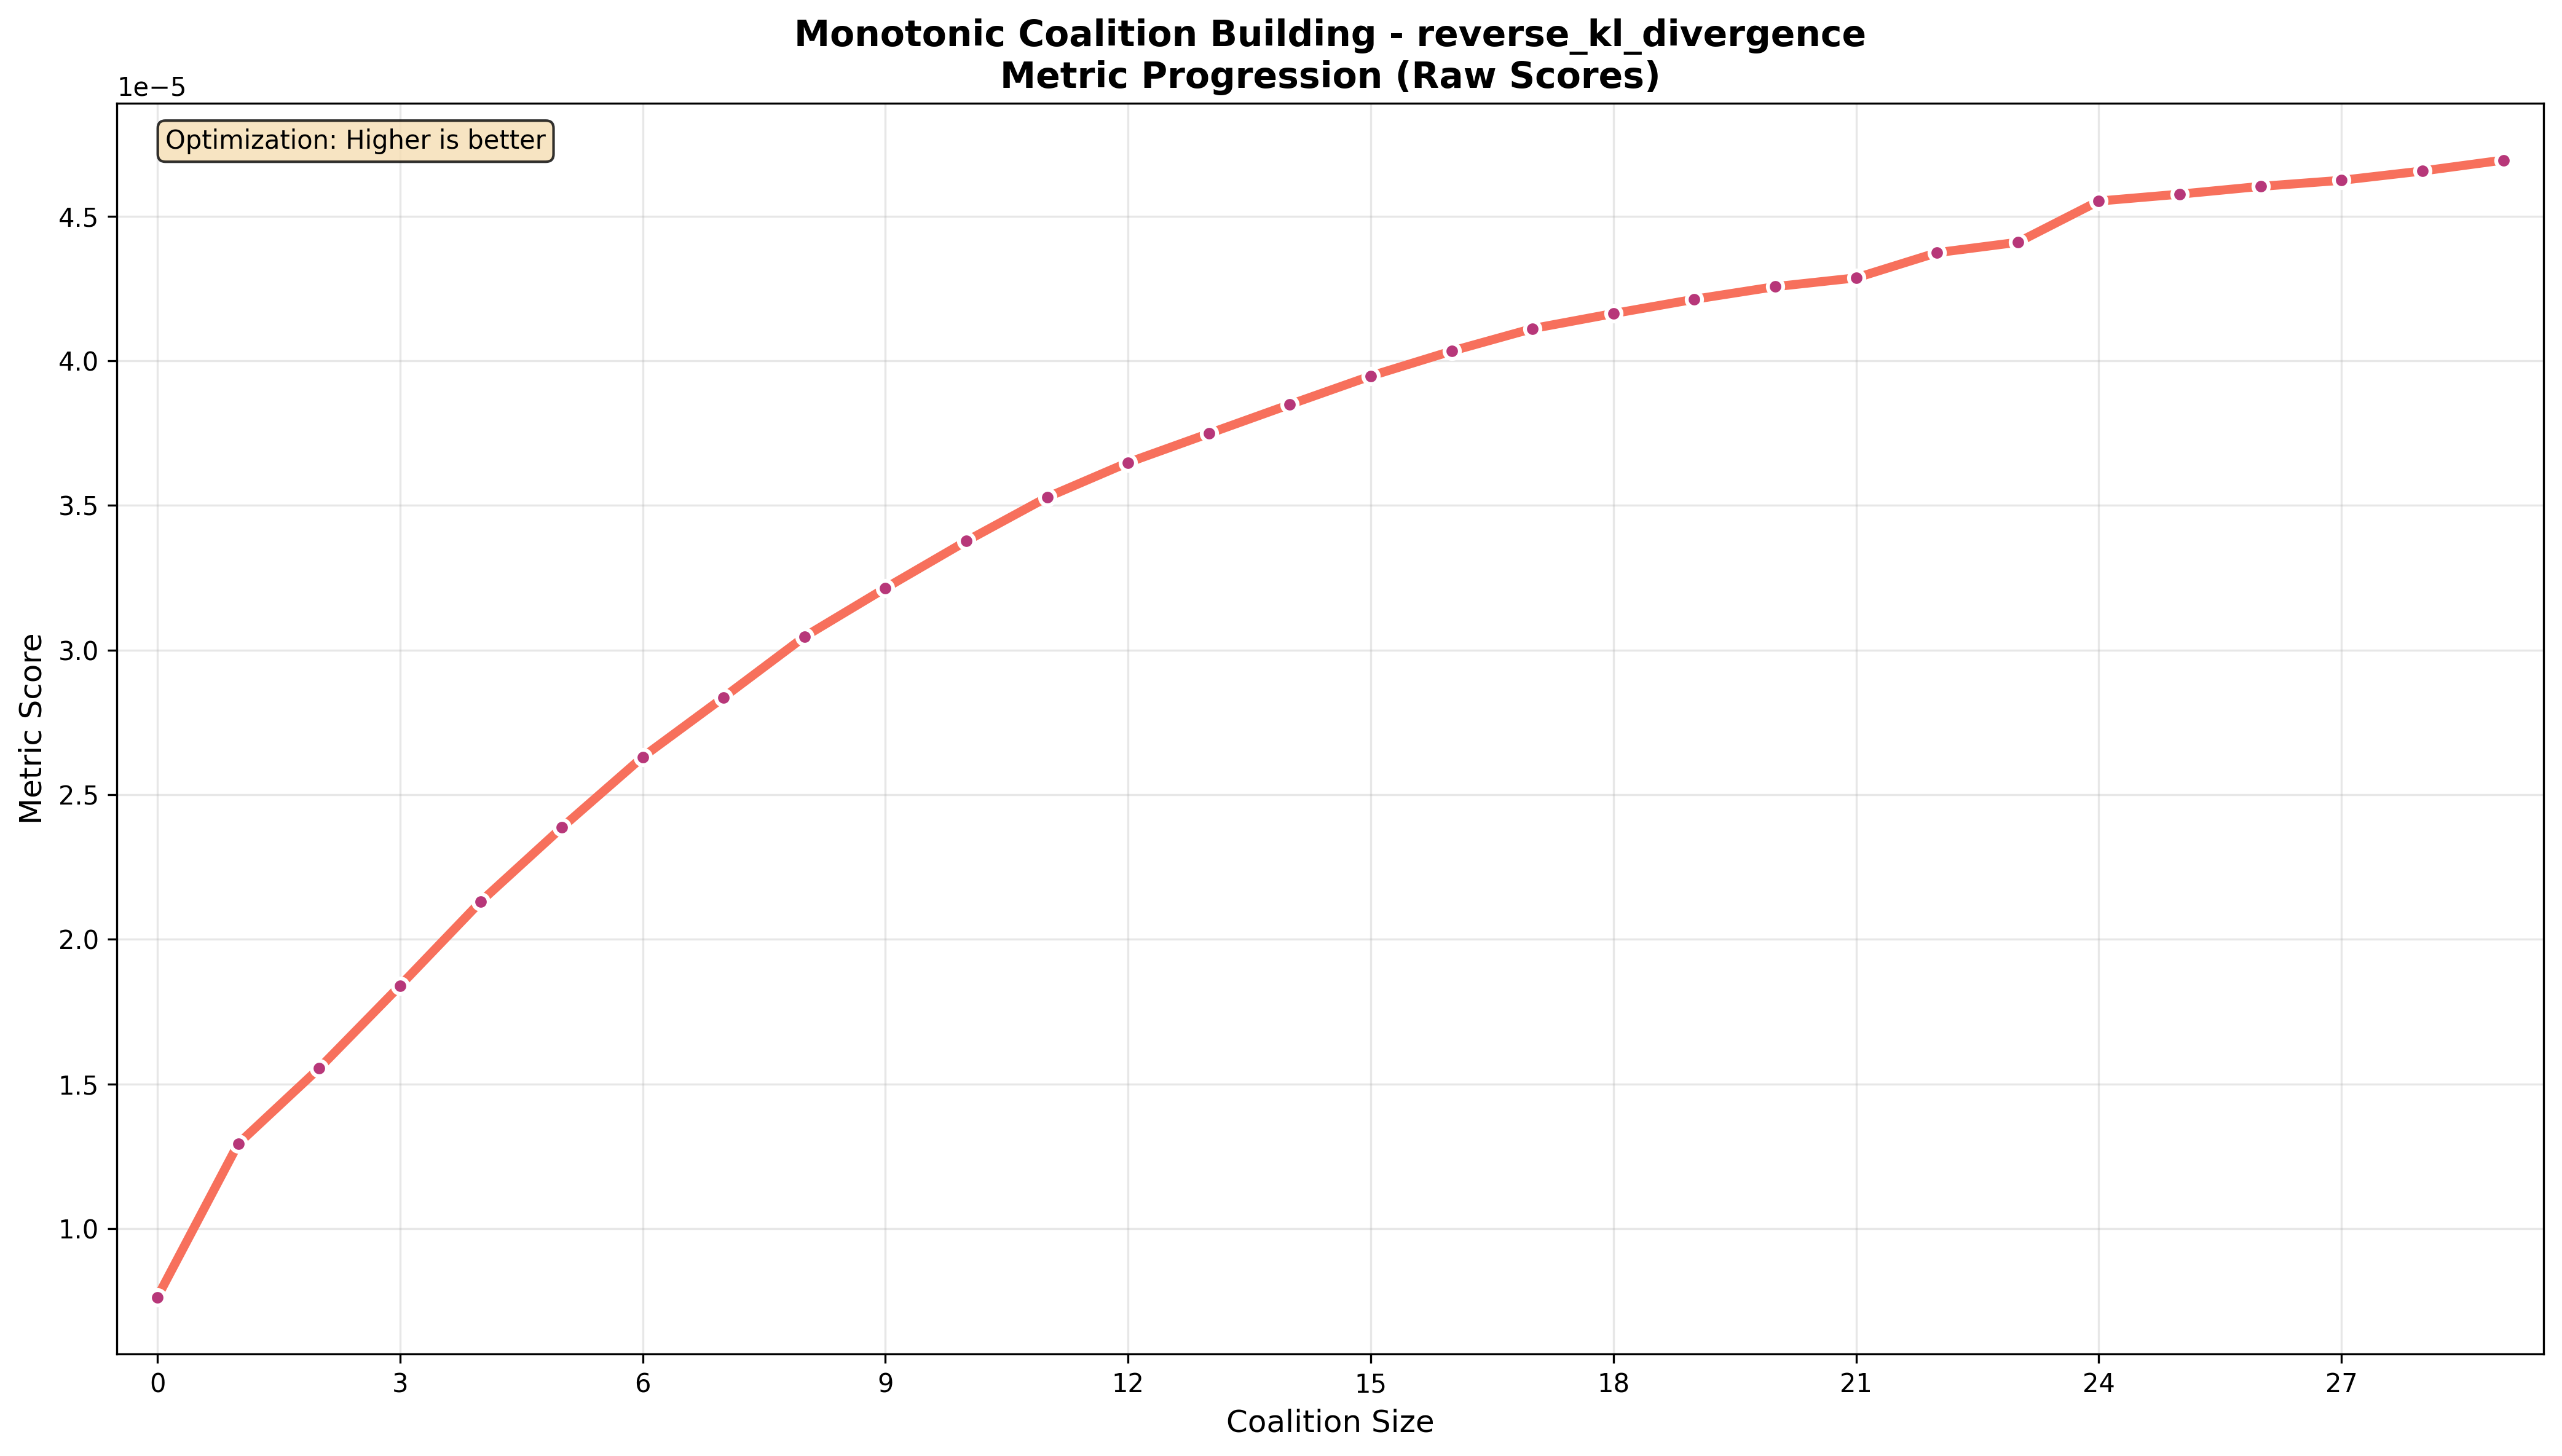 Monotonic Coalition Building - reverse_kl_divergence
Metric Progression (Raw Scores)
1e−5
Optimization: Higher is better
4.5
4.0
3.5
3.0
2.5
2.0
1.5
1.0
Metric Score
0 3 6 9 12 15 18 21 24 27
Coalition Size